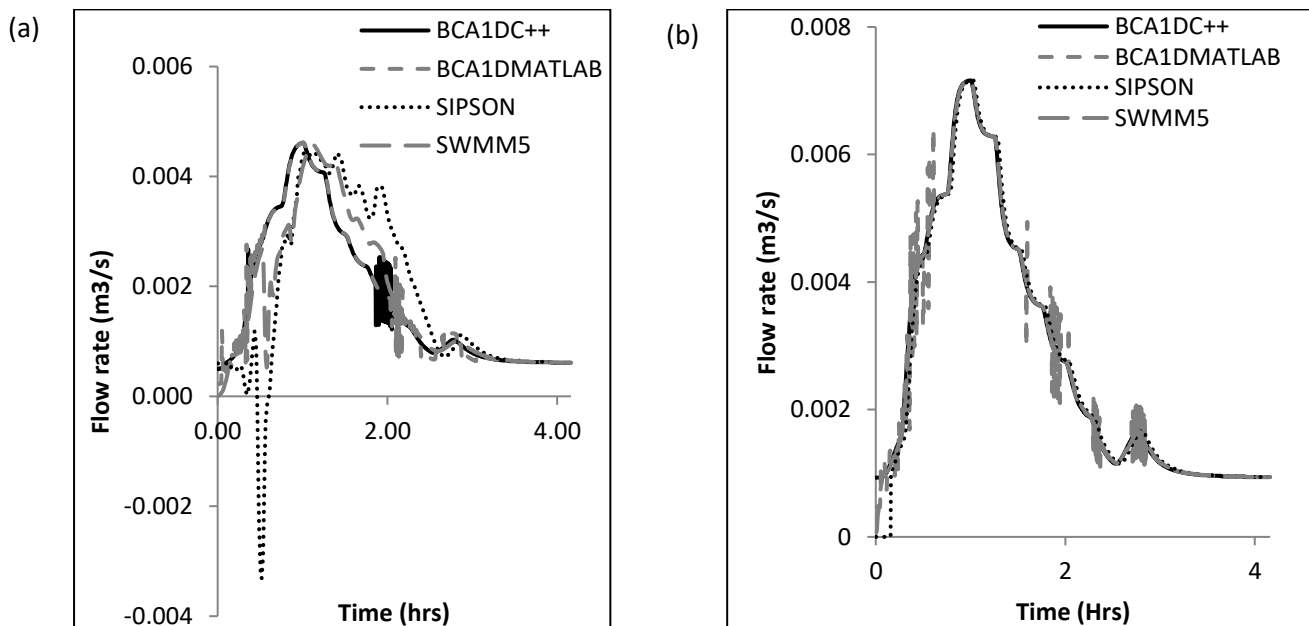 (a)
BCA1DC++
BCA1DMATLAB
SIPSON
SWMM5
0.006
0.004
0.002
0.000
-0.002
-0.004
0.00
2.00
4.00
Flow rate (m3/s)
Time (hrs)
(b)
BCA1DC++
BCA1DMATLAB
SIPSON
SWMM5
0.008
0.006
0.004
0.002
0
0
2
4
Flow rate (m3/s)
Time (Hrs)